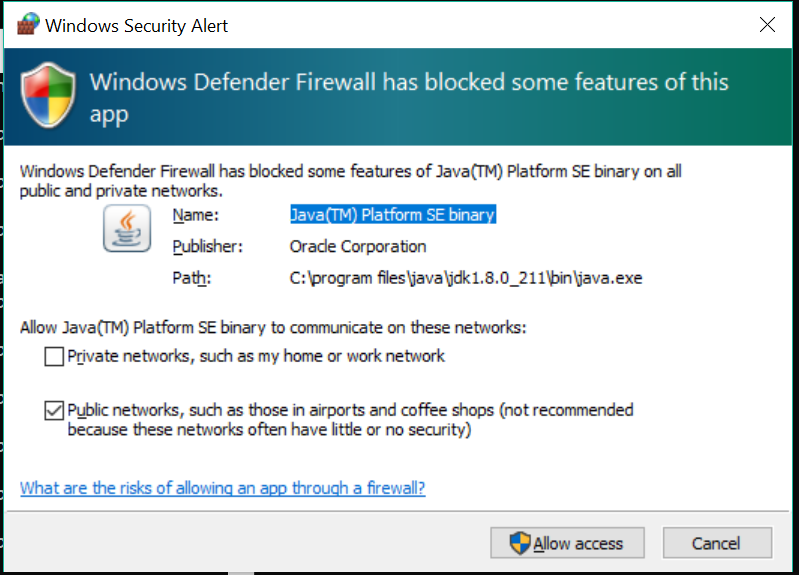 Windows Security Alert
Windows Defender Firewall has blocked some features of this
app
Windows Defender Firewall has blocked some features of Java(TM) Platform SE binary on all
public and private networks.
Name: Java(TM) Platform SE binary
Publisher: Oracle Corporation
Path: C:\program files\java\jdk1.8.0_211\bin\java.exe
Allow Java(TM) Platform SE binary to communicate on these networks:
Private networks, such as my home or work network
Public networks, such as those in airports and coffee shops (not recommended
because these networks often have little or no security)
What are the risks of allowing an app through a firewall?
Allow access Cancel